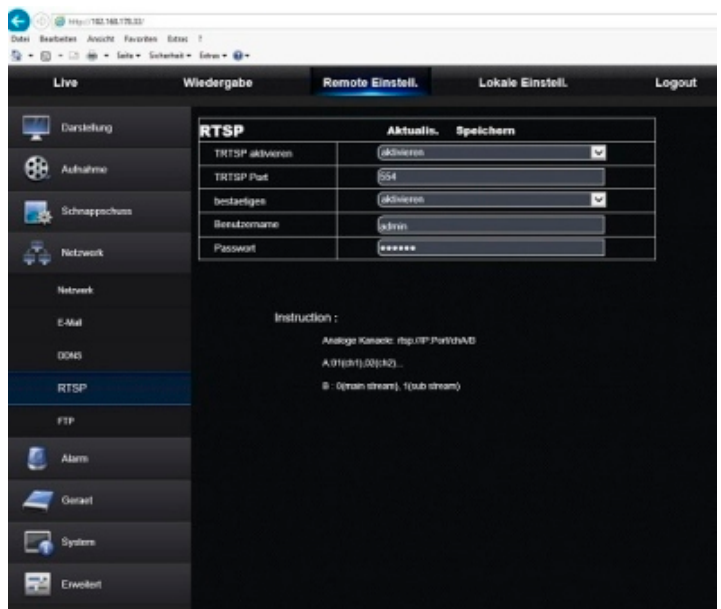 http://192.168.178.33/
Datei Bearbeiten Ansicht Favoriten Extras ?
Seite Sicherheit Extras
Live Wiedergabe Remote Einstell. Lokale Einstell. Logout
Darstellung
Aufnahme
Schnappschuss
Netzwerk
Netzwerk
E-Mail
DDNS
RTSP
FTP
Alarm
Geraet
System
Erweitert
RTSP Aktualis. Speichern
TRTSP aktivieren aktivieren
TRTSP Port 554
bestaetigen aktivieren
Benutzername admin
Passwort ●●●●●●
Instruction :
Analoge Kanaele: rtsp://IP:Port/chA/B
A:01(ch1),02(ch2)...
B : 0(main stream), 1(sub stream)